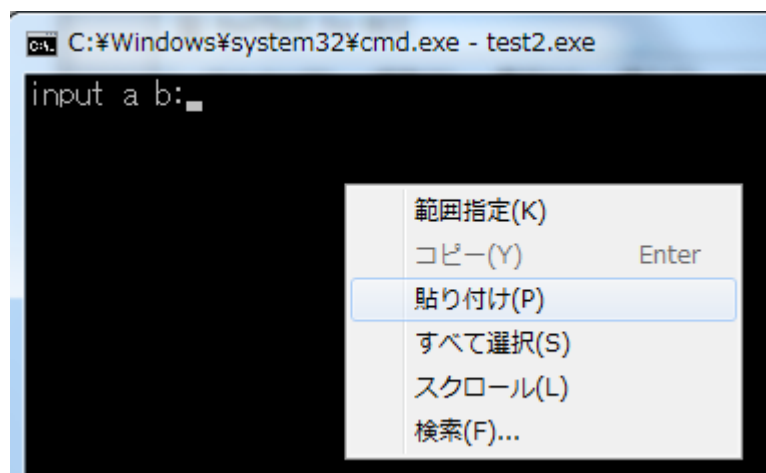 C:¥Windows¥system32¥cmd.exe - test2.exe
input a b:_
範囲指定(K)
コピー(Y) Enter
貼り付け(P)
すべて選択(S)
スクロール(L)
検索(F)...